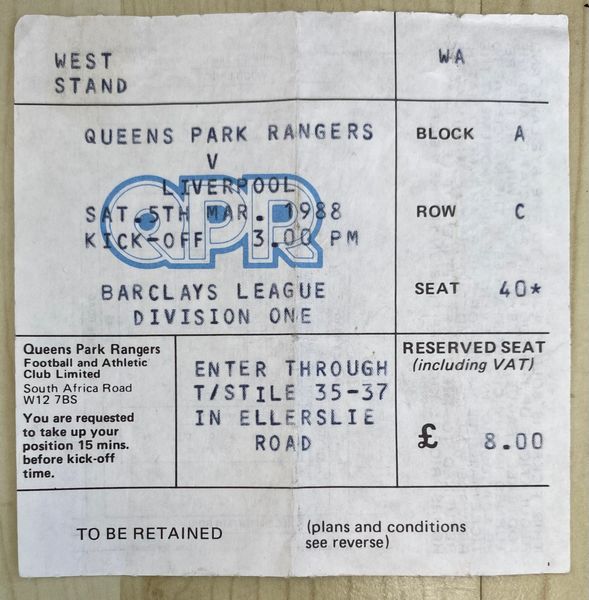 WEST
STAND
WA
QUEENS PARK RANGERS
V
LIVERPOOL
SAT.5TH MAR. 1988
KICK-OFF 3.00 PM
QPR
BARCLAYS LEAGUE
DIVISION ONE
BLOCK A
ROW C
SEAT 40*
Queens Park Rangers
Football and Athletic
Club Limited
South Africa Road
W12 7BS
You are requested
to take up your
position 15 mins.
before kick-off
time.
ENTER THROUGH
T/STILE 35-37
IN ELLERSLIE
ROAD
RESERVED SEAT
(including VAT)
£ 8.00
TO BE RETAINED
(plans and conditions
see reverse)